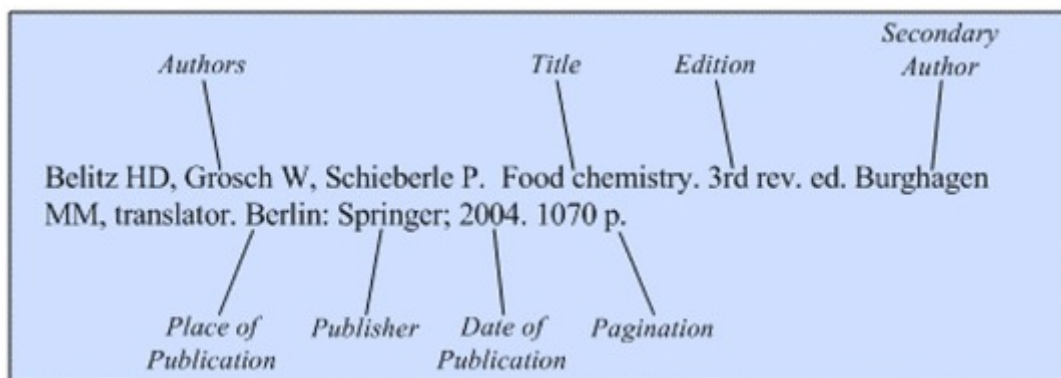 Secondary
Authors Title Edition Author
Belitz HD, Grosch W, Schieberle P. Food chemistry. 3rd rev. ed. Burghagen
MM, translator. Berlin: Springer; 2004. 1070 p.
Place of Publisher Date of Pagination
Publication Publication